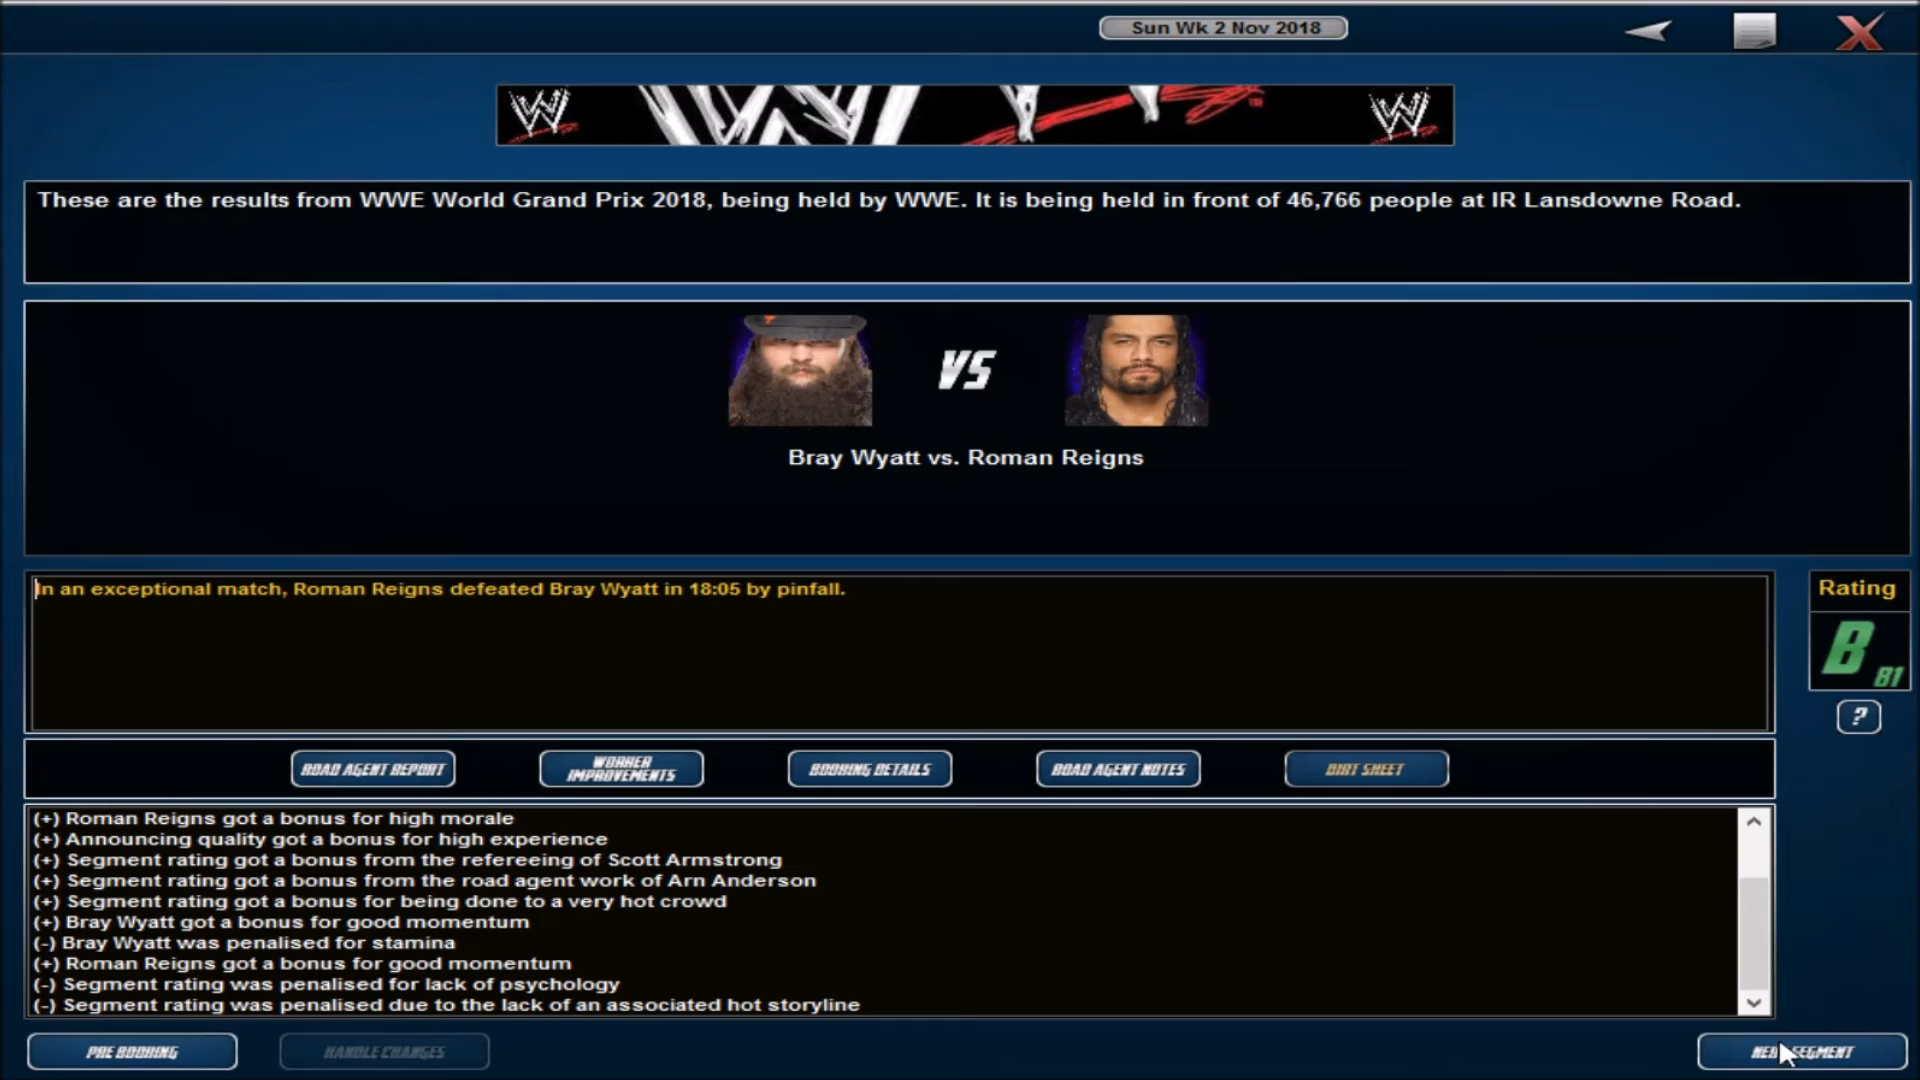 Sun Wk 2 Nov 2018
These are the results from WWE World Grand Prix 2018, being held by WWE. It is being held in front of 46,766 people at IR Lansdowne Road.
VS
Bray Wyatt vs. Roman Reigns
In an exceptional match, Roman Reigns defeated Bray Wyatt in 18:05 by pinfall.
Rating
B 81
?
ROAD AGENT REPORT
WORKER IMPROVEMENTS
BOOKING DETAILS
ROAD AGENT NOTES
DIRT SHEET
(+) Roman Reigns got a bonus for high morale
(+) Announcing quality got a bonus for high experience
(+) Segment rating got a bonus from the refereeing of Scott Armstrong
(+) Segment rating got a bonus from the road agent work of Arn Anderson
(+) Segment rating got a bonus for being done to a very hot crowd
(+) Bray Wyatt got a bonus for good momentum
(-) Bray Wyatt was penalised for stamina
(+) Roman Reigns got a bonus for good momentum
(-) Segment rating was penalised for lack of psychology
(-) Segment rating was penalised due to the lack of an associated hot storyline
PRE BOOKING
HANDLE CHANGES
SEGMENT